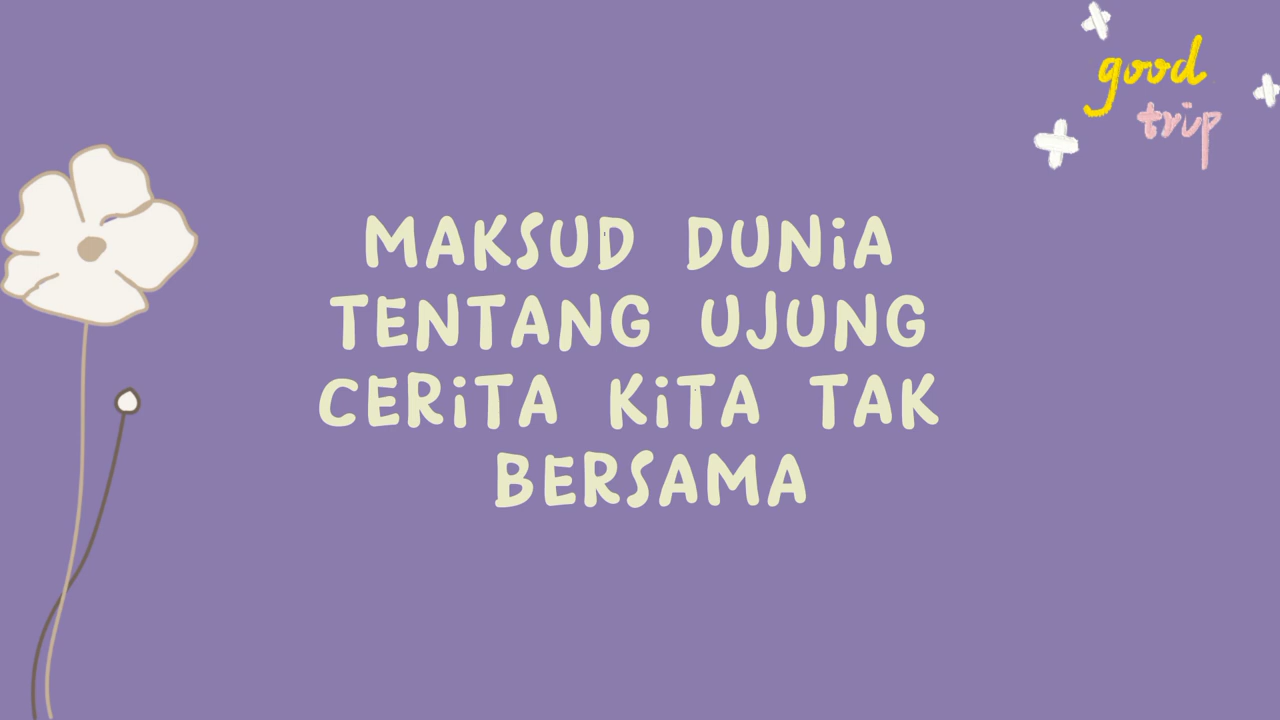 good
trip
MAKSUD DUNiA
TENTANG UJUNG
CERiTA KiTA TAK
BERSAMA